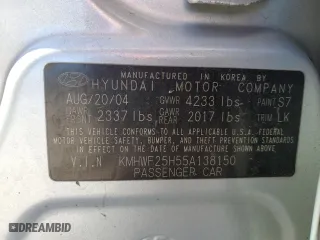 MANUFACTURED IN KOREA BY
HYUNDAI MOTOR COMPANY
AUG/20/04 GVWR 4233 lbs PAINT S7
GAWR FRONT 2337 lbs GAWR REAR 2017 lbs TRIM LK
THIS VEHICLE CONFORMS TO ALL APPLICABLE FEDERAL
MOTOR VEHICLE SAFETY, BUMPER, AND THEFT PREVENTION
STANDARDS IN EFFECT ON THE DATE OF MANUFACTURE SHOWN ABOVE.
V.I.N KMHWF25H55A138150
PASSENGER CAR
AUTOBIDMASTER.COM